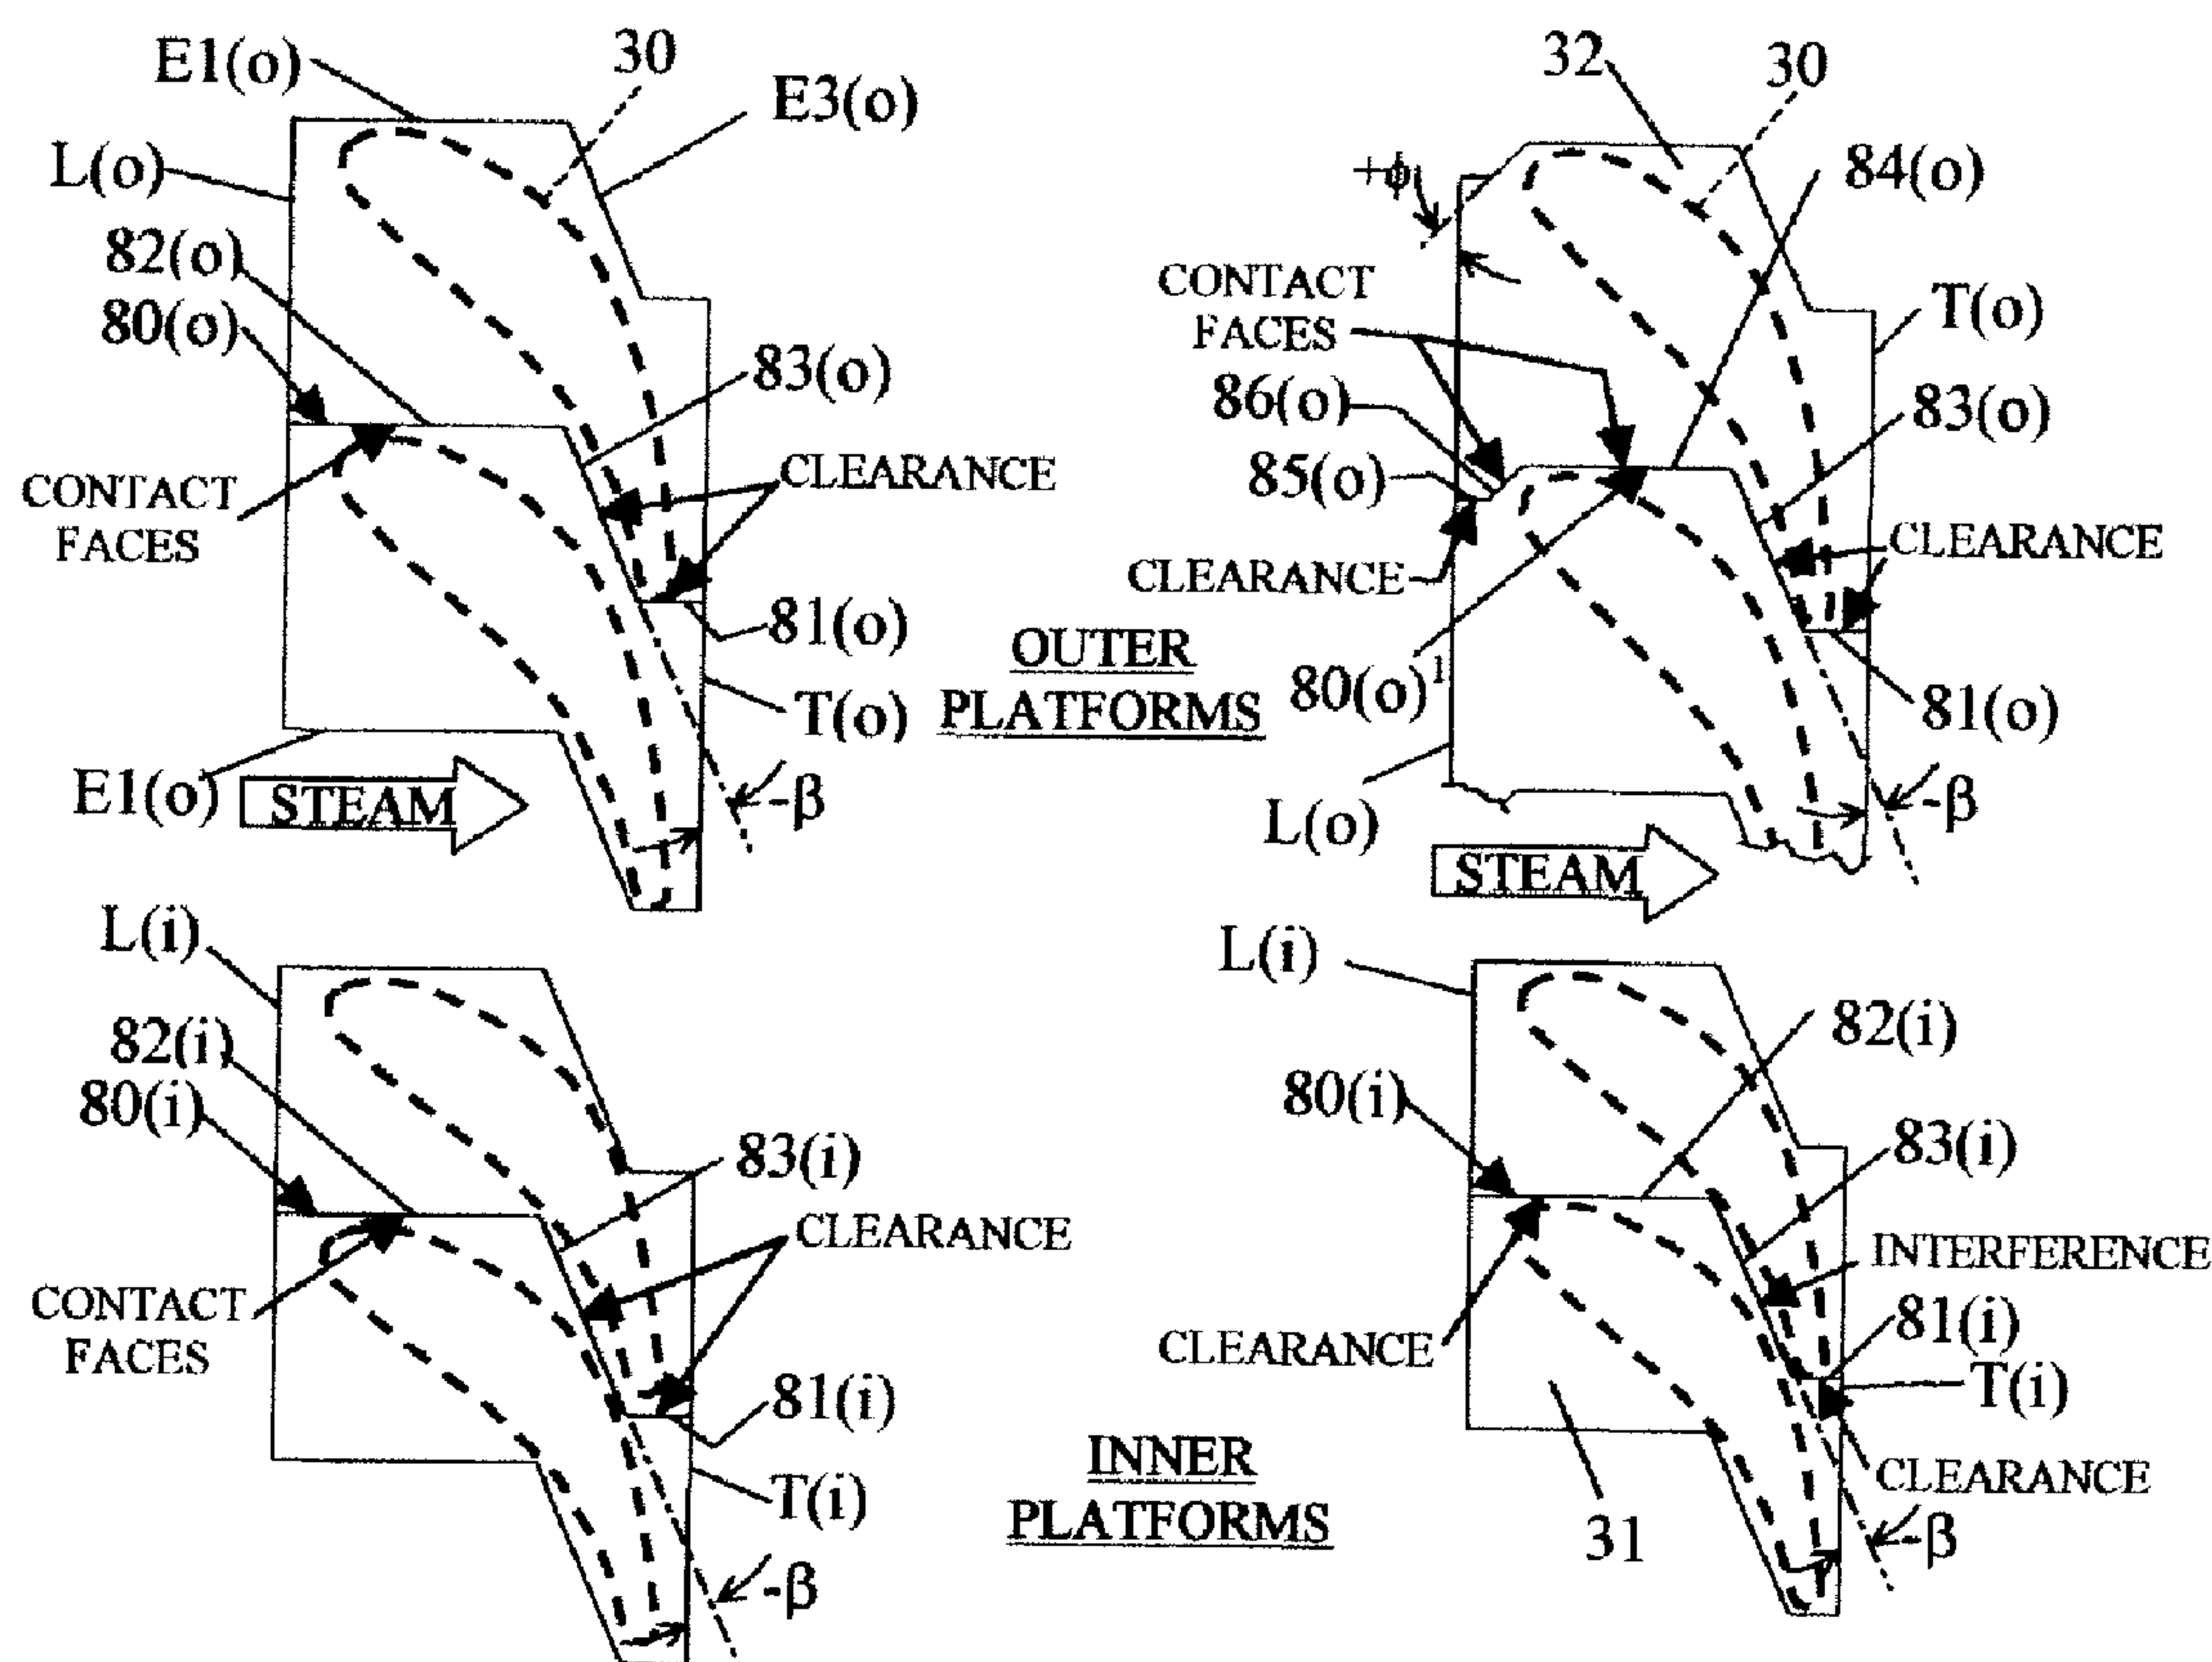 E1(o)
30
E3(o)
L(o)
82(o)
80(o)
83(o)
CONTACT
FACES
CLEARANCE
81(o)
T(o)
E1(o)
STEAM
-β
OUTER
PLATFORMS
32
30
+ϕ
84(o)
CONTACT
FACES
T(o)
86(o)
83(o)
85(o)
CLEARANCE
CLEARANCE
80(o)¹
81(o)
L(o)
-β
STEAM
L(i)
82(i)
80(i)
83(i)
CLEARANCE
CONTACT
FACES
81(i)
T(i)
-β
INNER
PLATFORMS
L(i)
82(i)
80(i)
83(i)
INTERFERENCE
81(i)
CLEARANCE
T(i)
CLEARANCE
31
-β